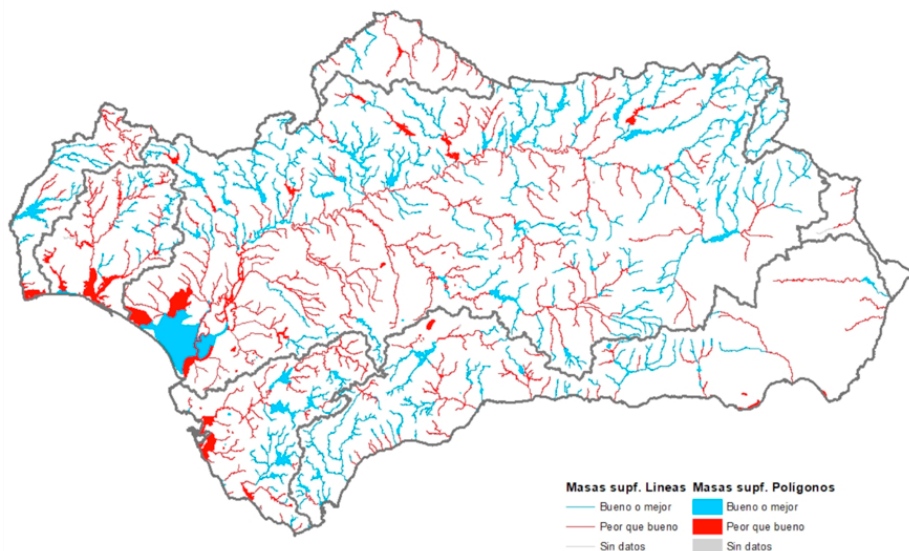 Masas supf. Lineas
Bueno o mejor
Peor que bueno
Sin datos
Masas supf. Polígonos
Bueno o mejor
Peor que bueno
Sin datos